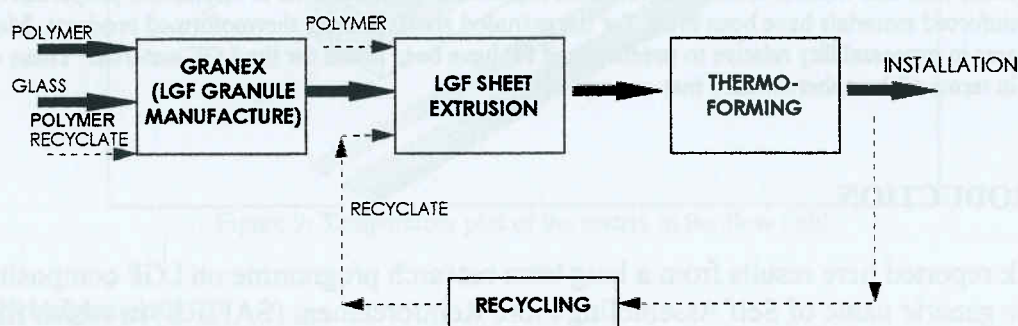 POLYMER
POLYMER
GLASS
POLYMER
RECYCLATE
GRANEX
(LGF GRANULE
MANUFACTURE)
LGF SHEET
EXTRUSION
THERMO-
FORMING
INSTALLATION
RECYCLATE
RECYCLING